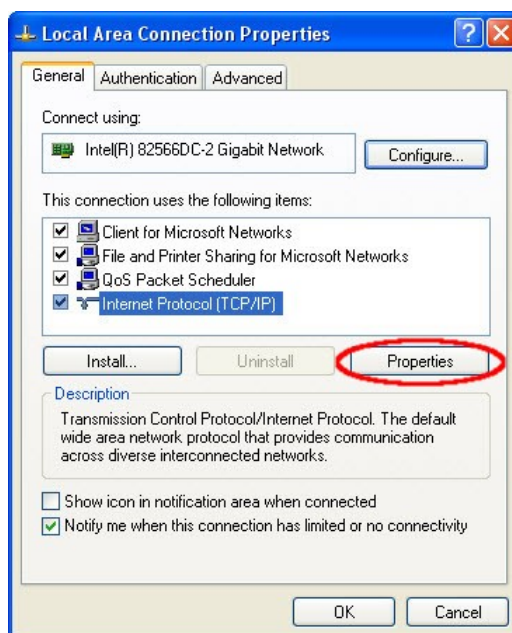 Local Area Connection Properties
General Authentication Advanced
Connect using:
Intel(R) 82566DC-2 Gigabit Network
Configure...
This connection uses the following items:
Client for Microsoft Networks
File and Printer Sharing for Microsoft Networks
QoS Packet Scheduler
Internet Protocol (TCP/IP)
Install... Uninstall Properties
Description
Transmission Control Protocol/Internet Protocol. The default
wide area network protocol that provides communication
across diverse interconnected networks.
Show icon in notification area when connected
Notify me when this connection has limited or no connectivity
OK Cancel